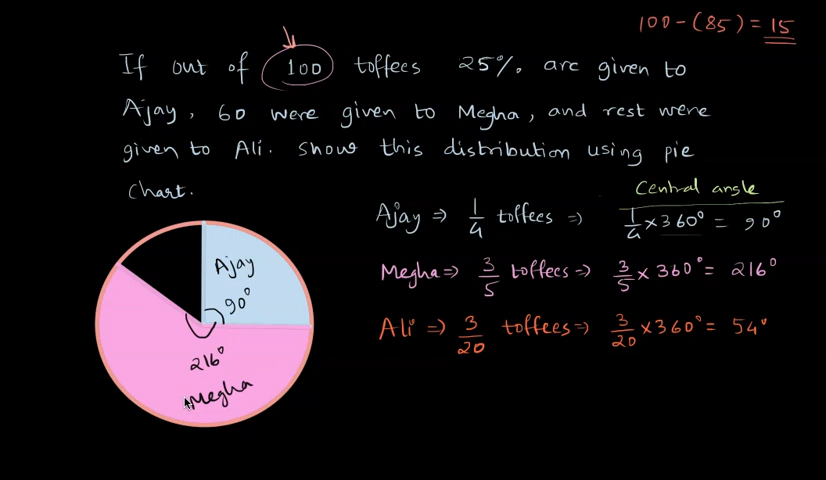 100 - (85) = 15
If out of 100 toffees 25% are given to
Ajay, 60 were given to Megha, and rest were
given to Ali. Show this distribution using pie
chart.
Central angle
Ajay ⇒ 1/4 toffees ⇒ 1/4 × 360° = 90°
Megha ⇒ 3/5 toffees ⇒ 3/5 × 360° = 216°
Ali ⇒ 3/20 toffees ⇒ 3/20 × 360° = 54°
Ajay
90°
216°
Megha